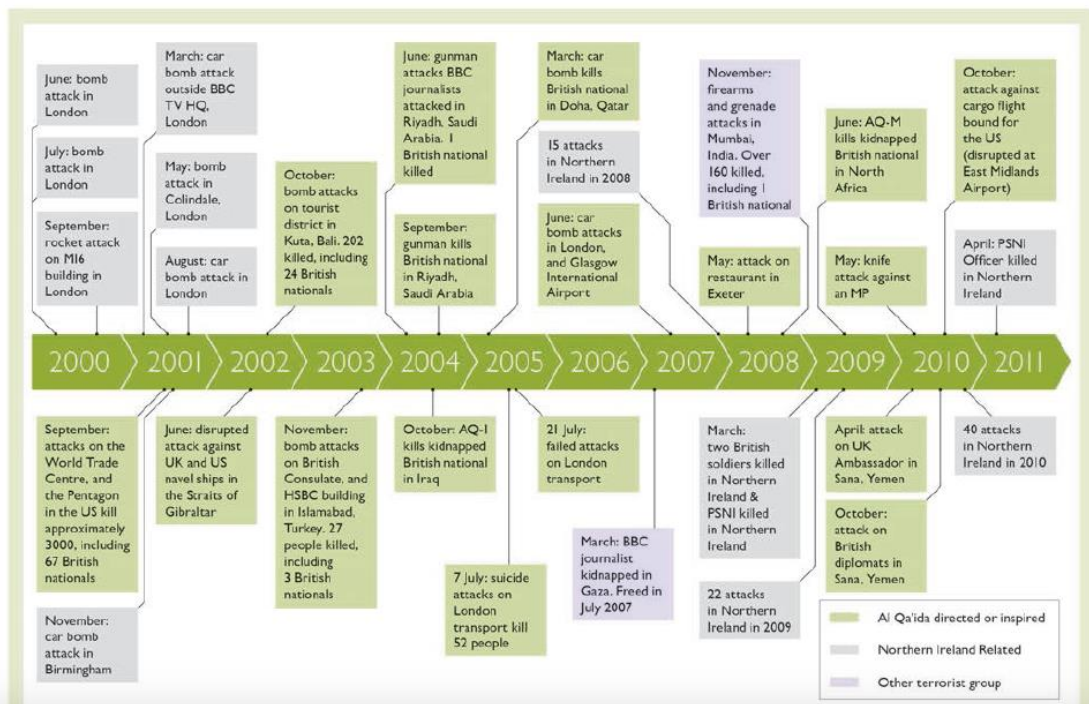 June: bomb
attack in
London
July: bomb
attack in
London
September:
rocket attack
on MI6
building in
London
March: car
bomb attack
outside BBC
TV HQ,
London
May: bomb
attack in
Colindale,
London
August: car
bomb attack in
London
October:
bomb attacks
on tourist
district in
Kuta, Bali. 202
killed, including
24 British
nationals
June: gunman
attacks BBC
journalists
attacked in
Riyadh, Saudi
Arabia. 1
British national
killed
September:
gunman kills
British national
in Riyadh,
Saudi Arabia
March: car
bomb kills
British national
in Doha, Qatar
15 attacks
in Northern
Ireland in 2008
June: car
bomb attacks
in London,
and Glasgow
International
Airport
November:
firearms
and grenade
attacks in
Mumbai,
India. Over
160 killed,
including 1
British national
May: attack on
restaurant in
Exeter
June: AQ-M
kills kidnapped
British national
in North
Africa
May: knife
attack against
an MP
October:
attack against
cargo flight
bound for
the US
(disrupted at
East Midlands
Airport)
April: PSNI
Officer killed
in Northern
Ireland
2000 2001 2002 2003 2004 2005 2006 2007 2008 2009 2010 2011
September:
attacks on the
World Trade
Centre, and
the Pentagon
in the US kill
approximately
3000, including
67 British
nationals
November:
car bomb
attack in
Birmingham
June: disrupted
attack against
UK and US
navel ships in
the Straits of
Gibraltar
November:
bomb attacks
on British
Consulate, and
HSBC building
in Islamabad,
Turkey. 27
people killed,
including
3 British
nationals
October: AQ-I
kills kidnapped
British national
in Iraq
7 July: suicide
attacks on
London
transport kill
52 people
21 July:
failed attacks
on London
transport
March: BBC
journalist
kidnapped in
Gaza. Freed in
July 2007
March:
two British
soldiers killed
in Northern
Ireland &
PSNI killed
in Northern
Ireland
22 attacks
in Northern
Ireland in 2009
April: attack
on UK
Ambassador in
Sana, Yemen
October:
attack on
British
diplomats in
Sana, Yemen
40 attacks
in Northern
Ireland in 2010
Al Qa'ida directed or inspired
Northern Ireland Related
Other terrorist group